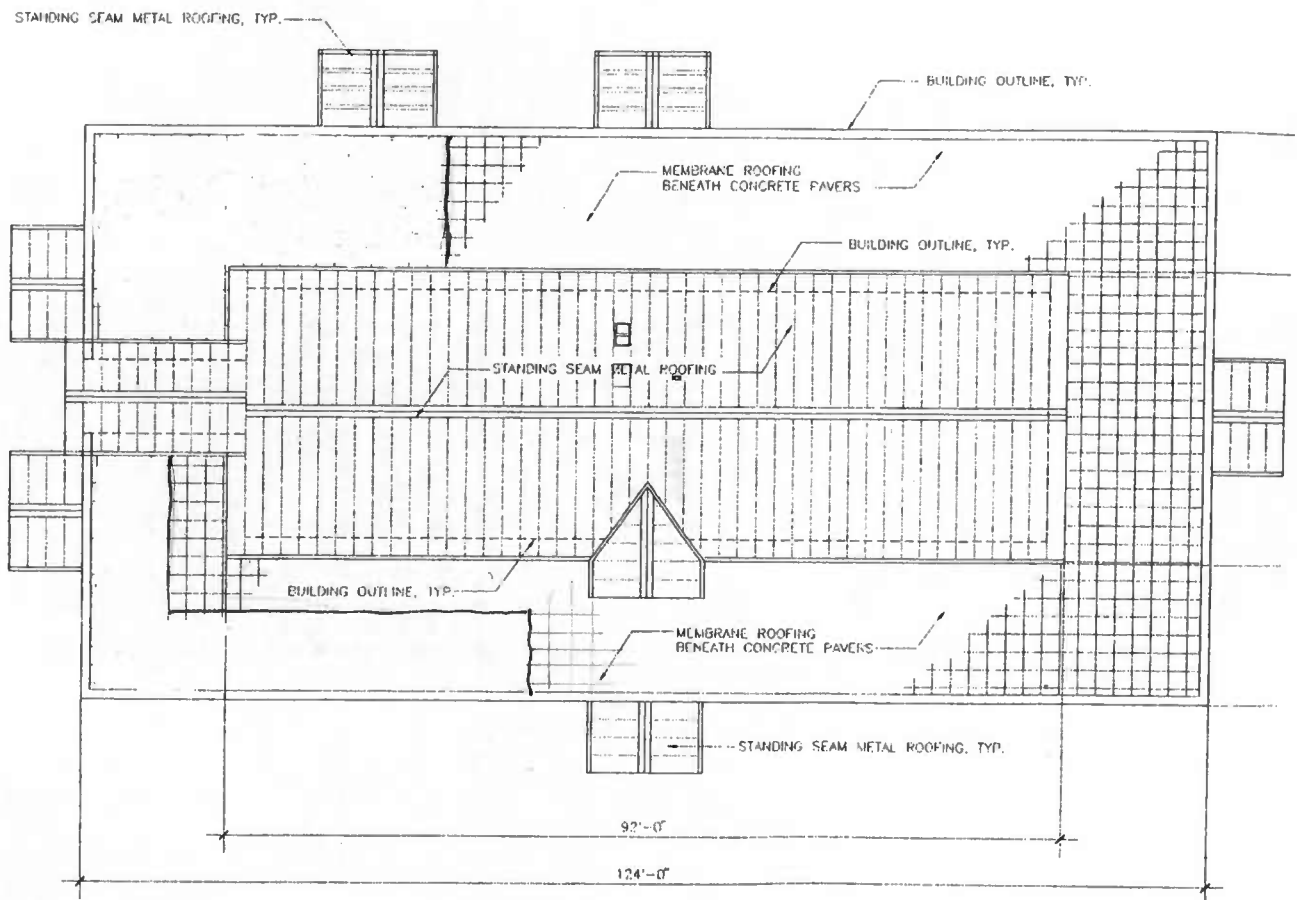 STANDING SEAM METAL ROOFING, TYP.
BUILDING OUTLINE, TYP.
MEMBRANE ROOFING
BENEATH CONCRETE PAVERS
BUILDING OUTLINE, TYP.
STANDING SEAM METAL ROOFING
BUILDING OUTLINE, TYP.
MEMBRANE ROOFING
BENEATH CONCRETE PAVERS
STANDING SEAM METAL ROOFING, TYP.
92'-0"
124'-0"